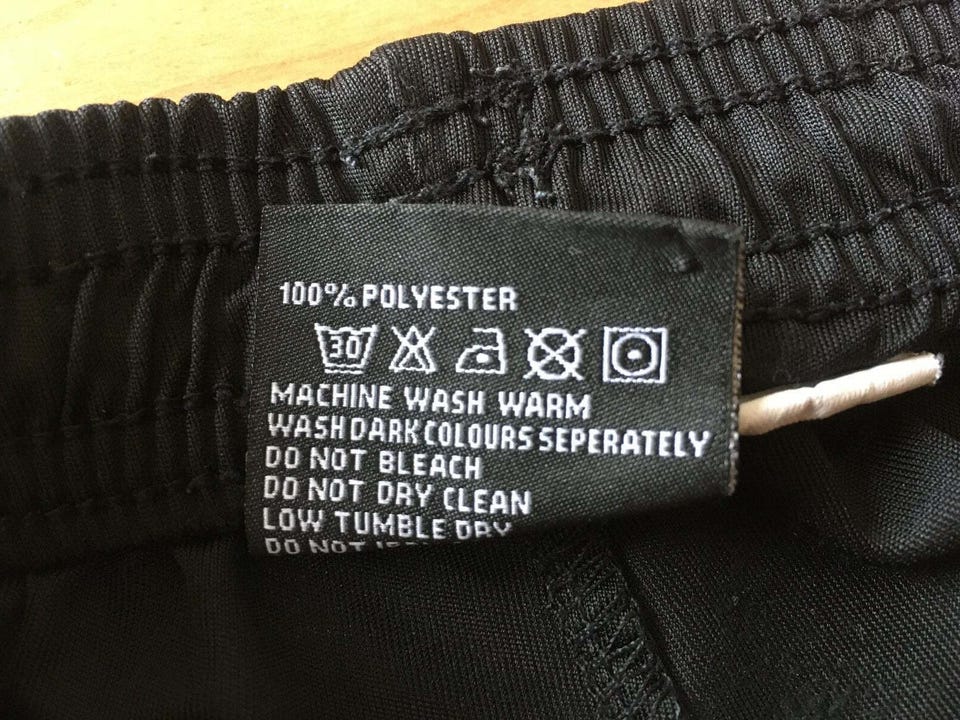 100% POLYESTER
30
MACHINE WASH WARM
WASH DARK COLOURS SEPERATELY
DO NOT BLEACH
DO NOT DRY CLEAN
LOW TUMBLE DRY
DO NOT